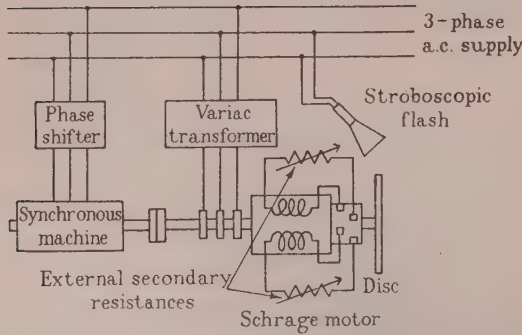 3-phase
a.c. supply
Stroboscopic
flash
Phase
shifter
Variac
transformer
Synchronous
machine
External secondary
resistances
Disc
Schrage motor